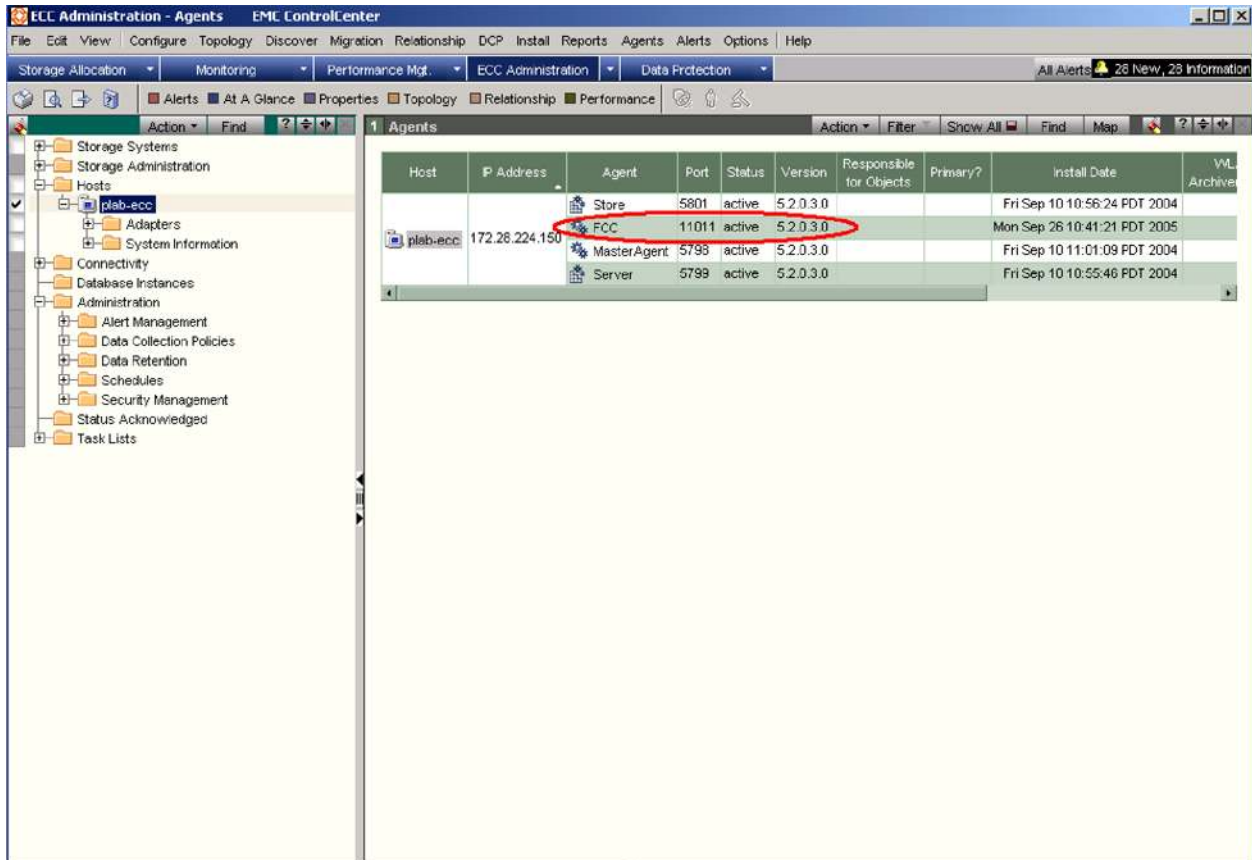 ECC Administration - Agents EMC ControlCenter
File Edit View Configure Topology Discover Migration Relationship DCP Install Reports Agents Alerts Options Help
Storage Allocation Monitoring Performance Mgt. ECC Administration Data Protection All Alerts 28 New, 28 Information
Alerts At A Glance Properties Topology Relationship Performance
Action Find ? 1 Agents Action Filter Show All Find Map ?
Storage Systems
Storage Administration
Hosts
plab-ecc
Adapters
System Information
Connectivity
Database Instances
Administration
Alert Management
Data Collection Policies
Data Retention
Schedules
Security Management
Status Acknowledged
Task Lists
Host IP Address Agent Port Status Version Responsible for Objects Primary? Install Date WL Archive
plab-ecc 172.28.224.150
Store 5801 active 5.2.0.3.0 Fri Sep 10 10:56:24 PDT 2004
FCC 11011 active 5.2.0.3.0 Mon Sep 26 10:41:21 PDT 2005
MasterAgent 5798 active 5.2.0.3.0 Fri Sep 10 11:01:09 PDT 2004
Server 5799 active 5.2.0.3.0 Fri Sep 10 10:55:46 PDT 2004